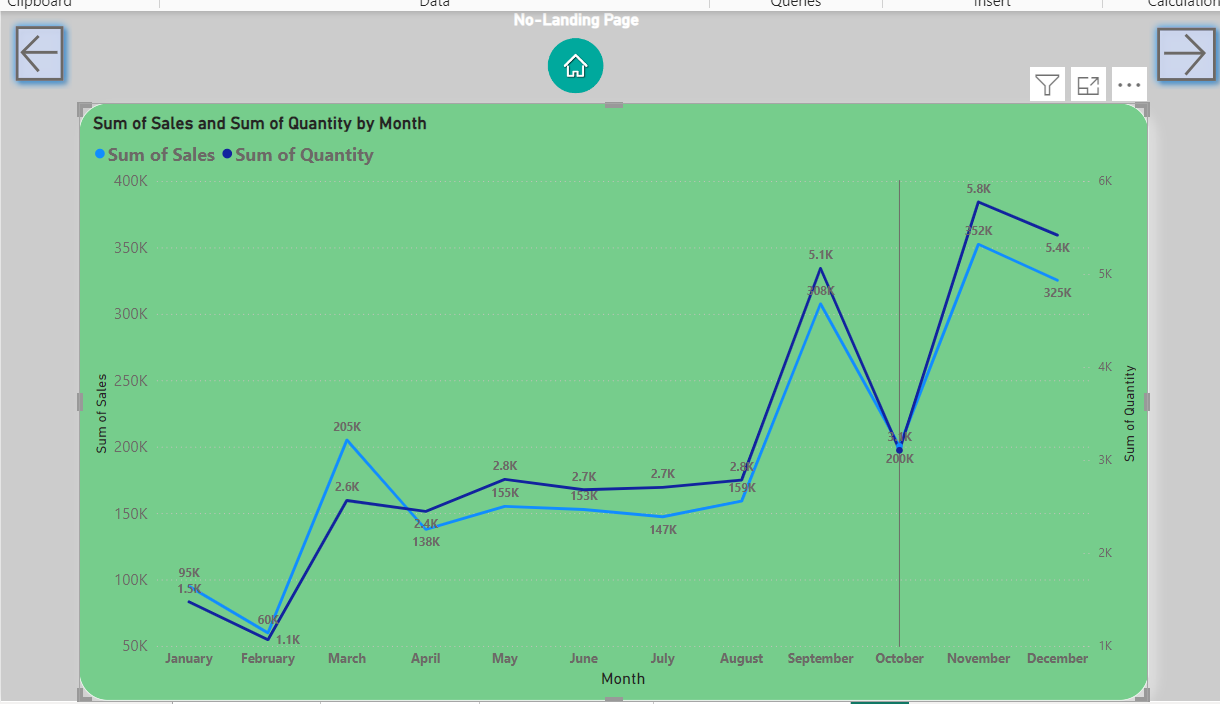 Clipboard
Data
Queries
Insert
Calculation
No-Landing Page
Sum of Sales and Sum of Quantity by Month
Sum of Sales Sum of Quantity
400K
350K
300K
250K
200K
150K
100K
50K
Sum of Sales
95K
1.5K
60K
1.1K
205K
2.6K
2.4K
138K
2.8K
155K
2.7K
153K
2.7K
147K
2.8K
159K
5.1K
308K
3.1K
200K
5.8K
352K
5.4K
325K
6K
5K
4K
3K
2K
1K
Sum of Quantity
January February March April May June July August September October November December
Month